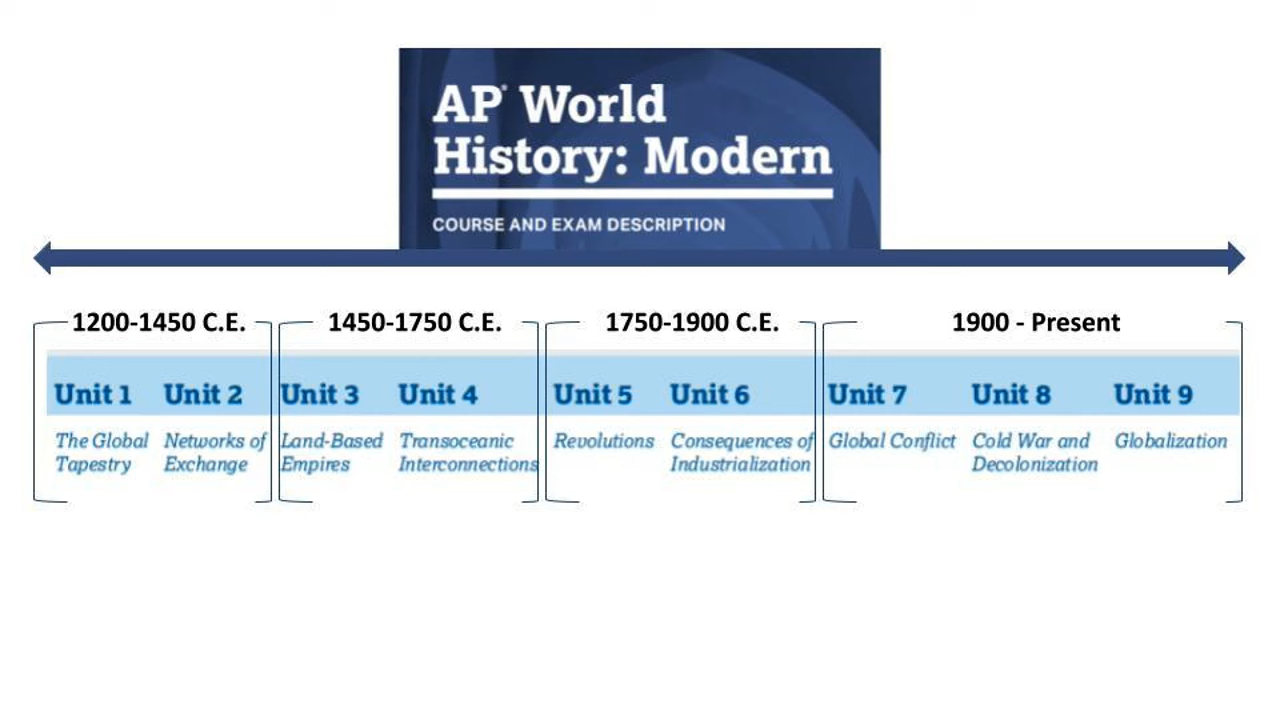 AP® World
History: Modern
COURSE AND EXAM DESCRIPTION
1200-1450 C.E.
1450-1750 C.E.
1750-1900 C.E.
1900 - Present
Unit 1
The Global
Tapestry
Unit 2
Networks of
Exchange
Unit 3
Land-Based
Empires
Unit 4
Transoceanic
Interconnections
Unit 5
Revolutions
Unit 6
Consequences of
Industrialization
Unit 7
Global Conflict
Unit 8
Cold War and
Decolonization
Unit 9
Globalization